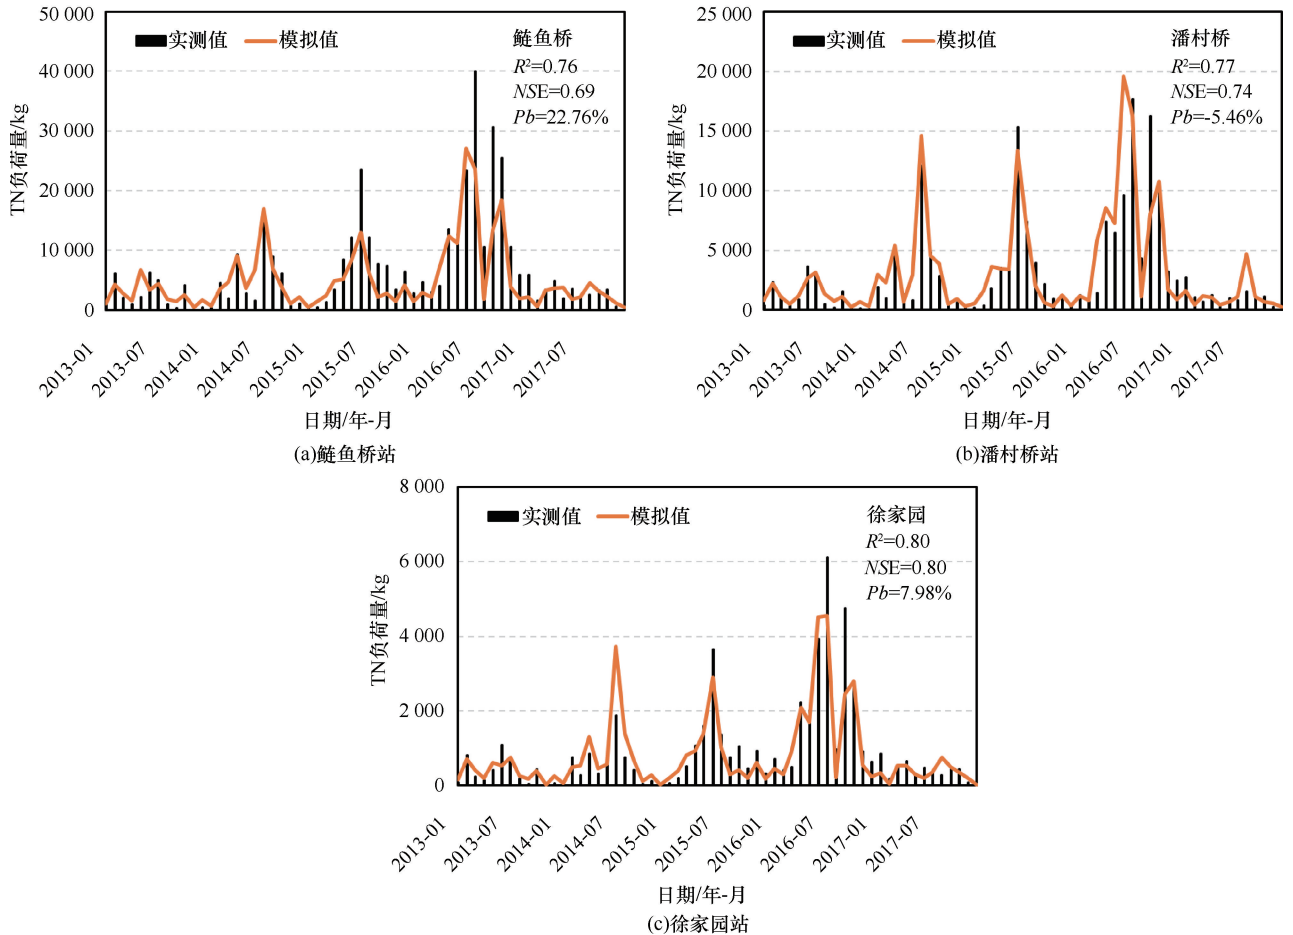 50 000
40 000
30 000
20 000
10 000
0
TN负荷量/kg
实测值 模拟值
鲢鱼桥
R²=0.76
NSE=0.69
Pb=22.76%
2013-01
2013-07
2014-01
2014-07
2015-01
2015-07
2016-01
2016-07
2017-01
2017-07
日期/年-月
(a)鲢鱼桥站
25 000
20 000
15 000
10 000
5 000
0
TN负荷量/kg
实测值 模拟值
潘村桥
R²=0.77
NSE=0.74
Pb=-5.46%
2013-01
2013-07
2014-01
2014-07
2015-01
2015-07
2016-01
2016-07
2017-01
2017-07
日期/年-月
(b)潘村桥站
8 000
6 000
4 000
2 000
0
TN负荷量/kg
实测值 模拟值
徐家园
R²=0.80
NSE=0.80
Pb=7.98%
2013-01
2013-07
2014-01
2014-07
2015-01
2015-07
2016-01
2016-07
2017-01
2017-07
日期/年-月
(c)徐家园站